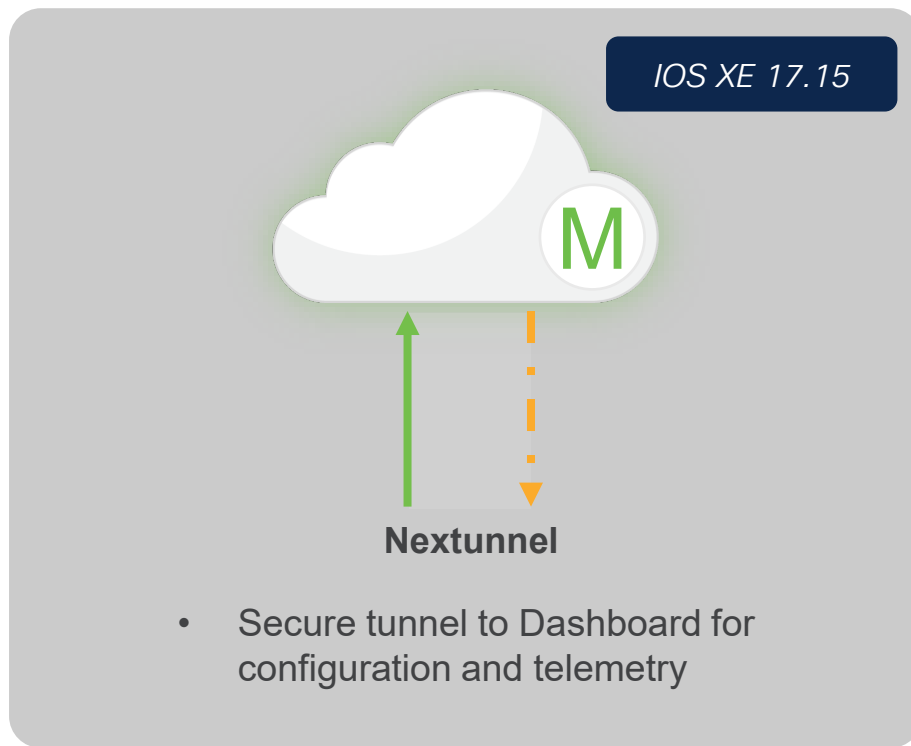 IOS XE 17.15
M
Nextunnel
• Secure tunnel to Dashboard for
configuration and telemetry